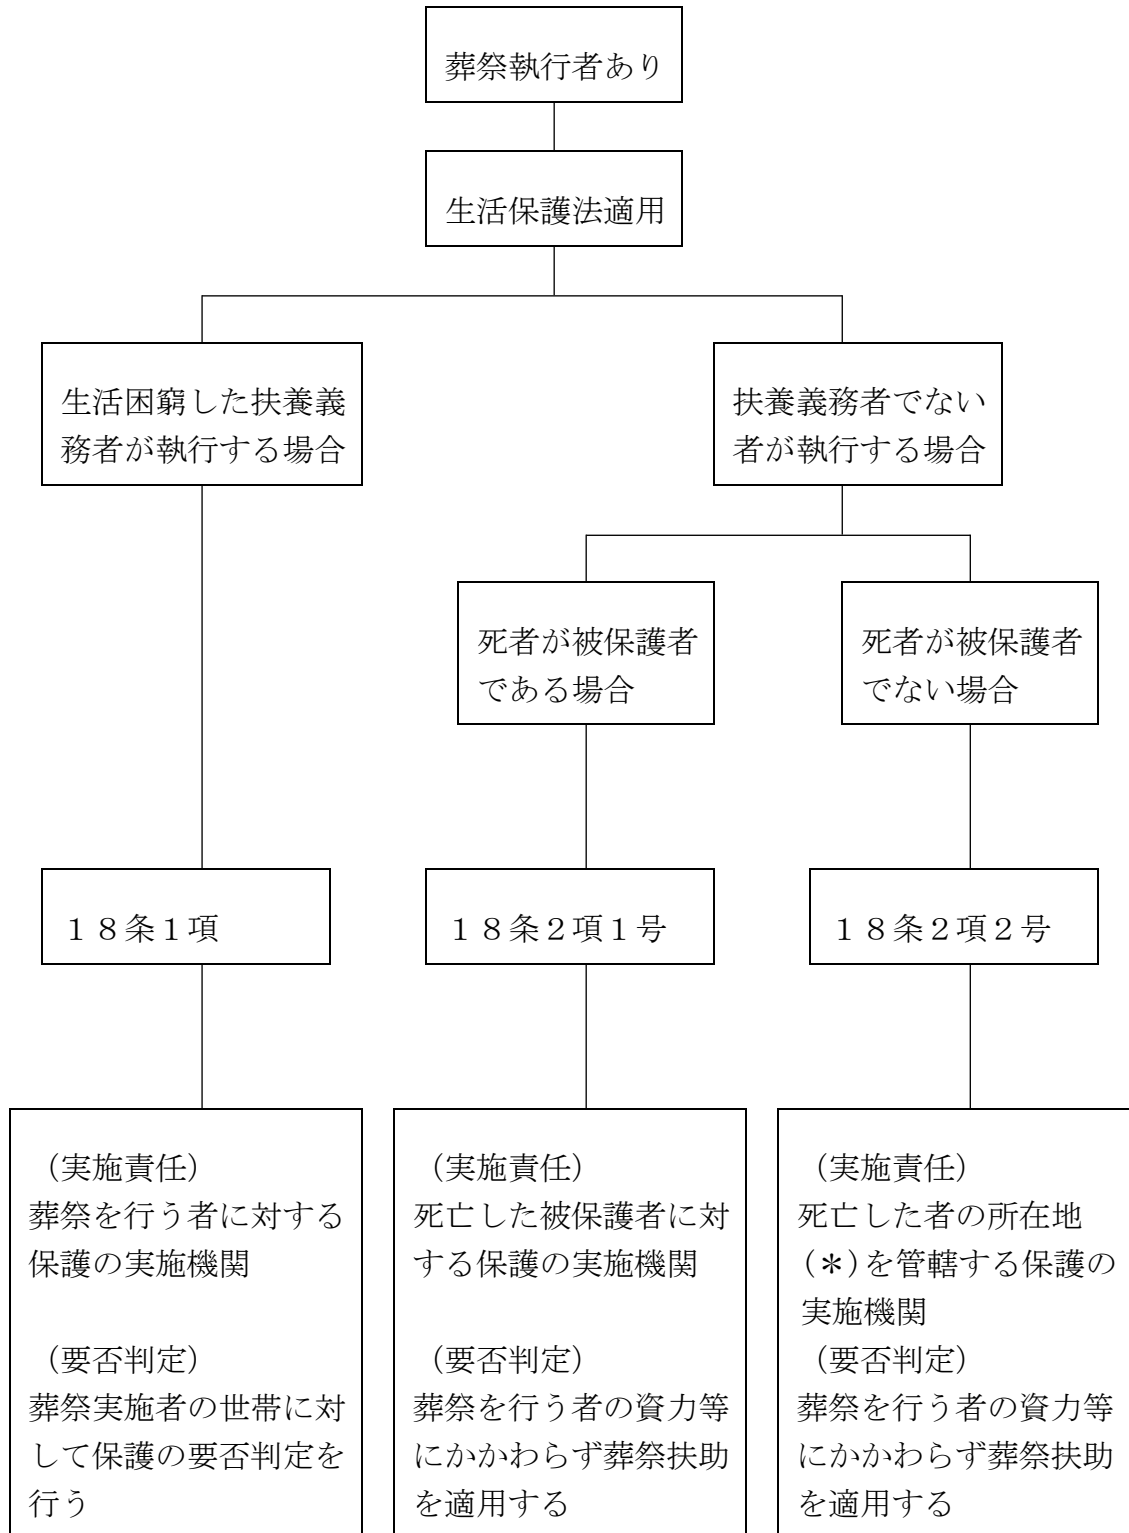 葬祭執行者あり
生活保護法適用
生活困窮した扶養義
務者が執行する場合
扶養義務者でない
者が執行する場合
死者が被保護者
である場合
死者が被保護者
でない場合
１８条１項
１８条２項１号
１８条２項２号
（実施責任）
葬祭を行う者に対する
保護の実施機関
（要否判定）
葬祭実施者の世帯に対
して保護の要否判定を
行う
（実施責任）
死亡した被保護者に対
する保護の実施機関
（要否判定）
葬祭を行う者の資力等
にかかわらず葬祭扶助
を適用する
（実施責任）
死亡した者の所在地
(＊)を管轄する保護の
実施機関
（要否判定）
葬祭を行う者の資力等
にかかわらず葬祭扶助
を適用する